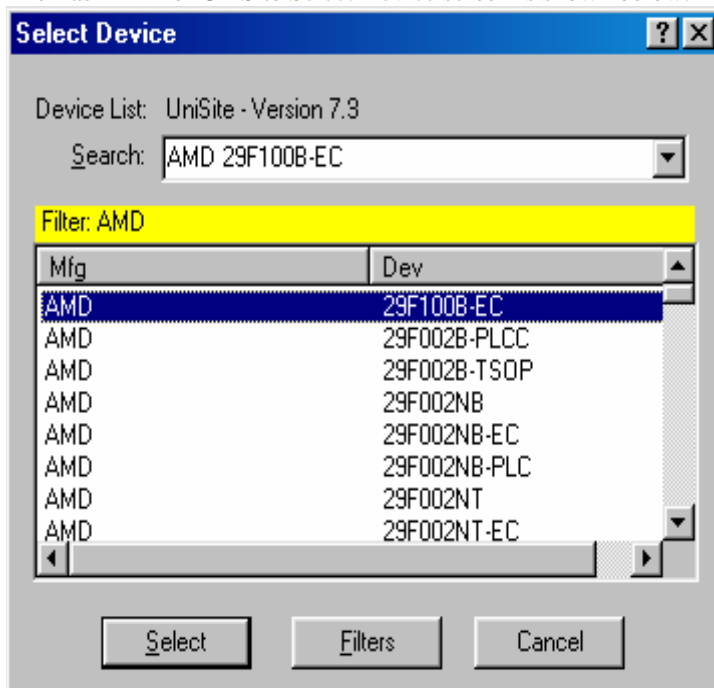 Select Device
Device List: UniSite - Version 7.3
Search: AMD 29F100B-EC
Filter: AMD
Mfg Dev
AMD 29F100B-EC
AMD 29F002B-PLCC
AMD 29F002B-TSOP
AMD 29F002NB
AMD 29F002NB-EC
AMD 29F002NB-PLC
AMD 29F002NT
AMD 29F002NT-EC
Select Filters Cancel